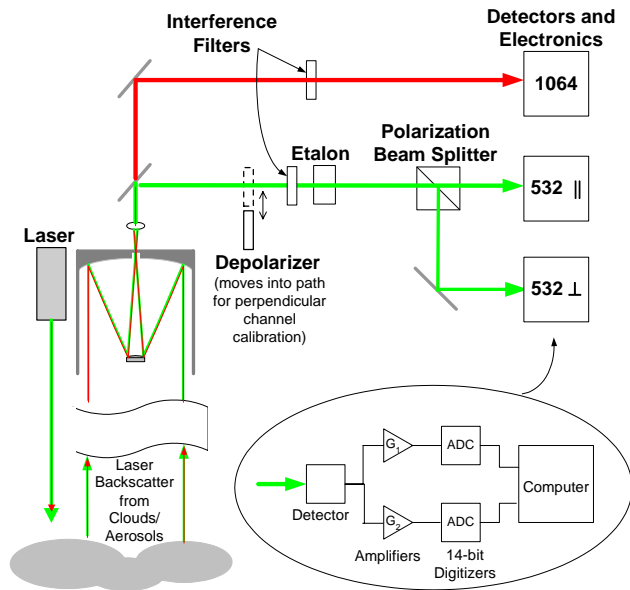 Interference
Filters
Detectors and
Electronics
1064
Polarization
Beam Splitter
Etalon
532 ||
Laser
Depolarizer
(moves into path
for perpendicular
channel
calibration)
532 ⊥
Laser
Backscatter
from
Clouds/
Aerosols
G1
ADC
Computer
Detector
G2
ADC
Amplifiers
14-bit
Digitizers